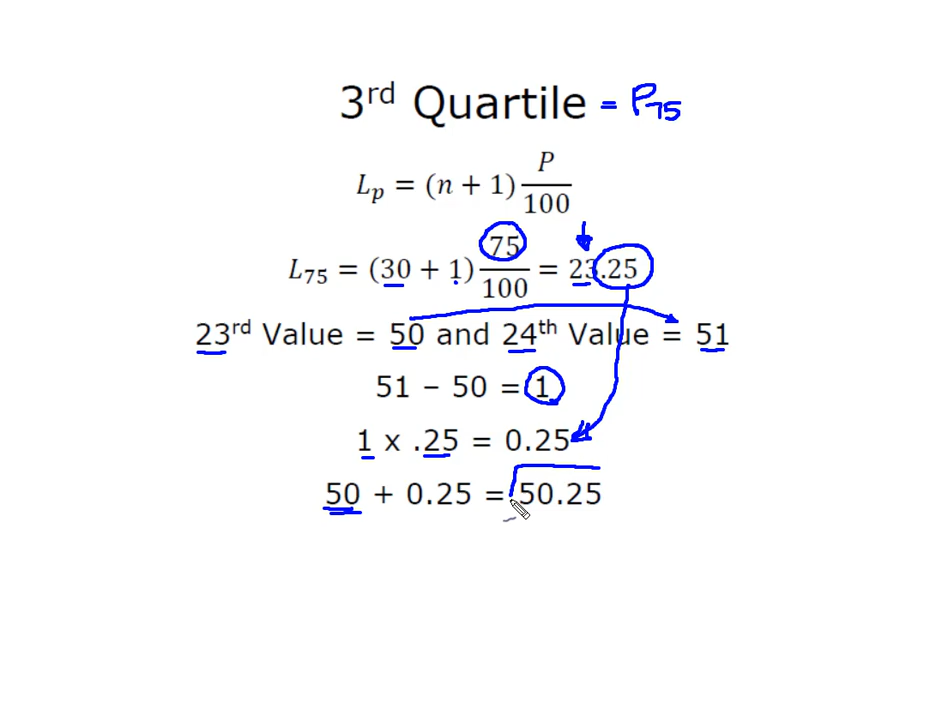 3rd Quartile = P75
Lp = (n + 1) P/100
L75 = (30 + 1) 75/100 = 23.25
23rd Value = 50 and 24th Value = 51
51 – 50 = 1
1 x .25 = 0.25
50 + 0.25 = 50.25